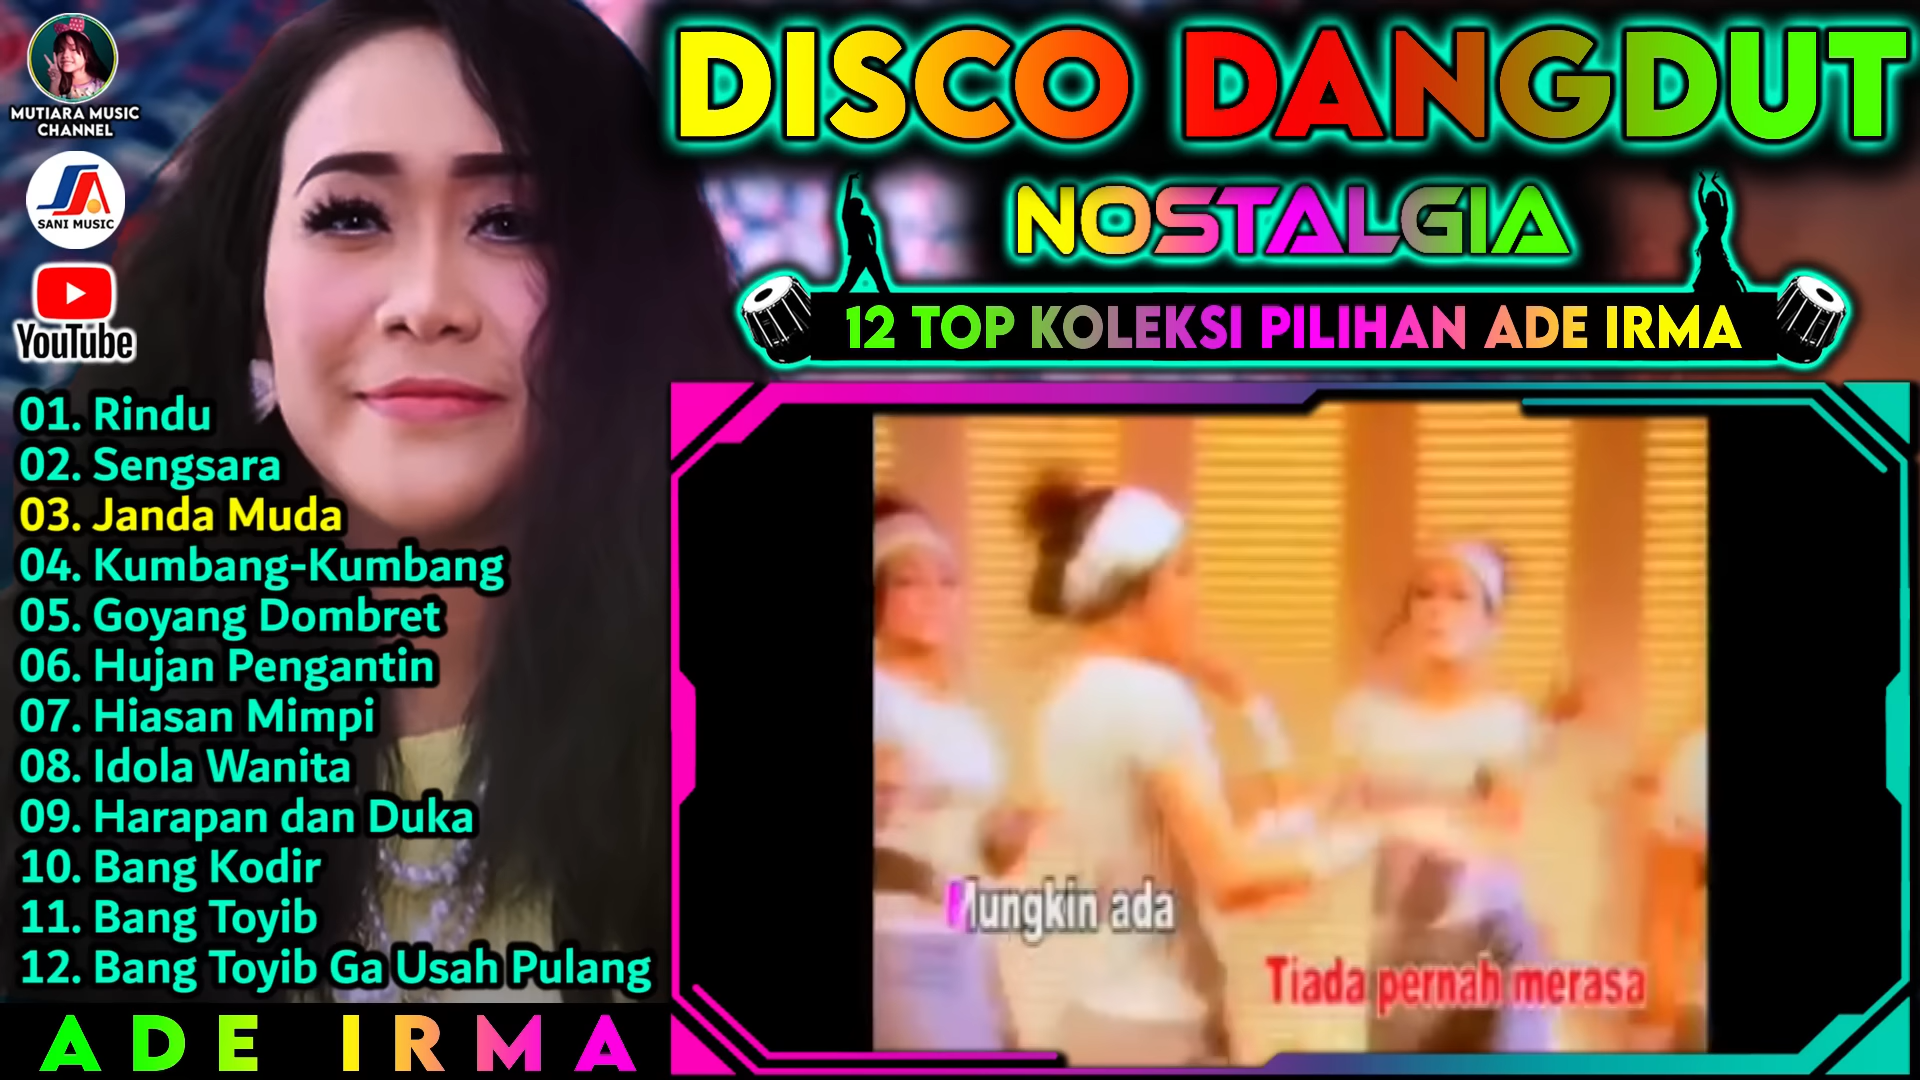 MUTIARA MUSIC
CHANNEL
SANI MUSIC
YouTube
DISCO DANGDUT
NOSTALGIA
12 TOP KOLEKSI PILIHAN ADE IRMA
01. Rindu
02. Sengsara
03. Janda Muda
04. Kumbang-Kumbang
05. Goyang Dombret
06. Hujan Pengantin
07. Hiasan Mimpi
08. Idola Wanita
09. Harapan dan Duka
10. Bang Kodir
11. Bang Toyib
12. Bang Toyib Ga Usah Pulang
ADE IRMA
Mungkin ada
Tiada pernah merasa